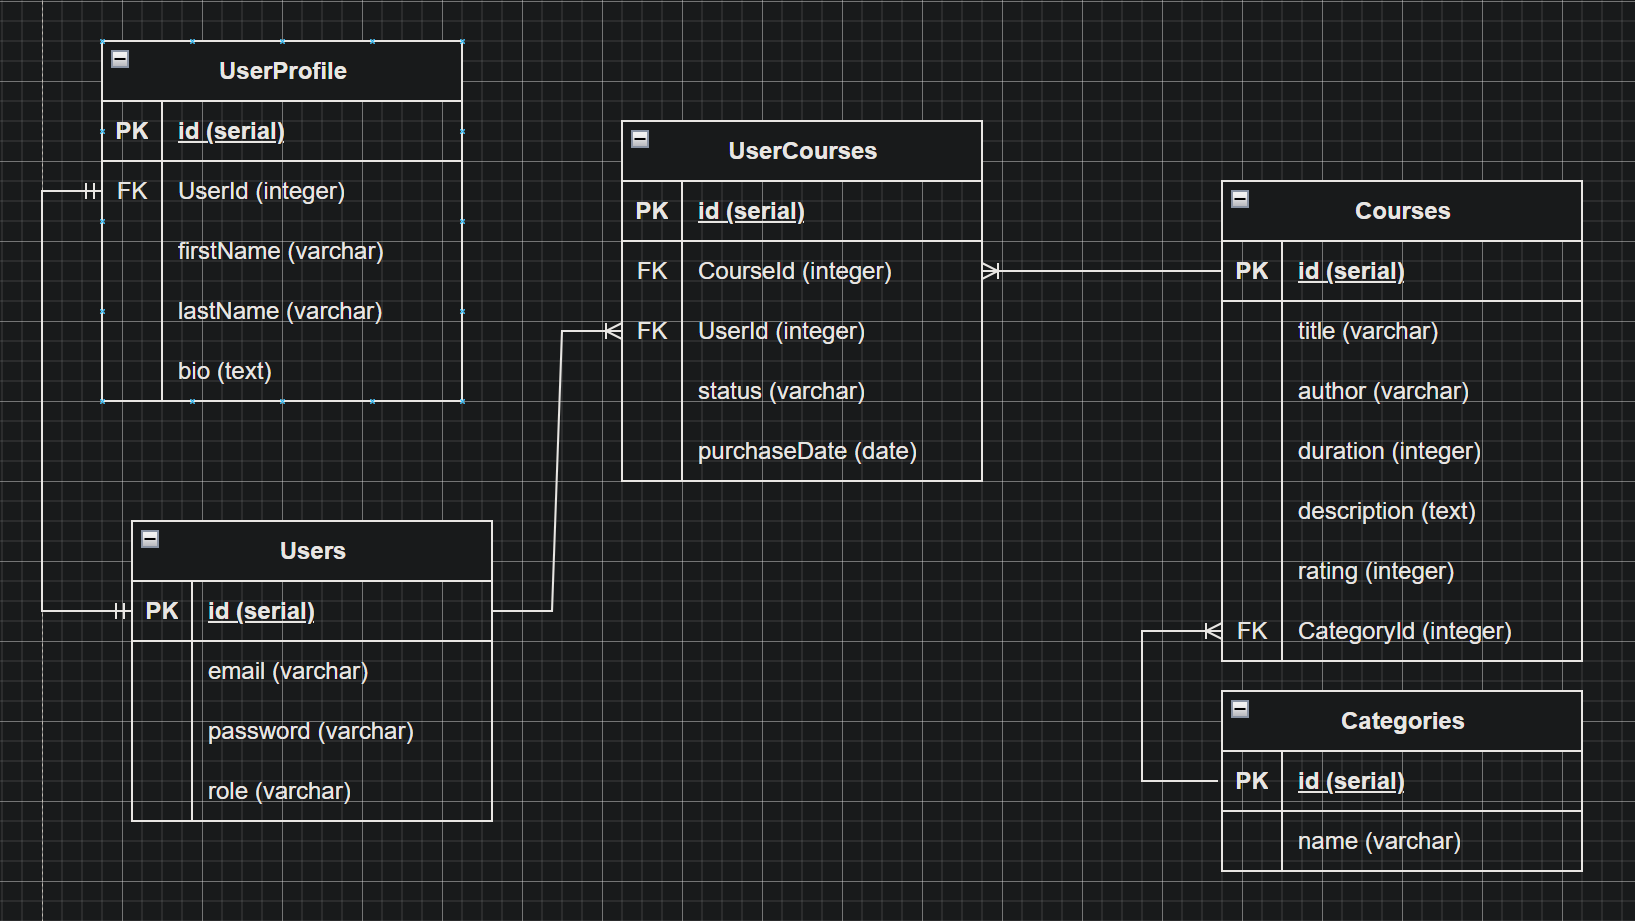 UserProfile
PK id (serial)
FK UserId (integer)
firstName (varchar)
lastName (varchar)
bio (text)
UserCourses
PK id (serial)
FK CourseId (integer)
FK UserId (integer)
status (varchar)
purchaseDate (date)
Courses
PK id (serial)
title (varchar)
author (varchar)
duration (integer)
description (text)
rating (integer)
FK CategoryId (integer)
Users
PK id (serial)
email (varchar)
password (varchar)
role (varchar)
Categories
PK id (serial)
name (varchar)